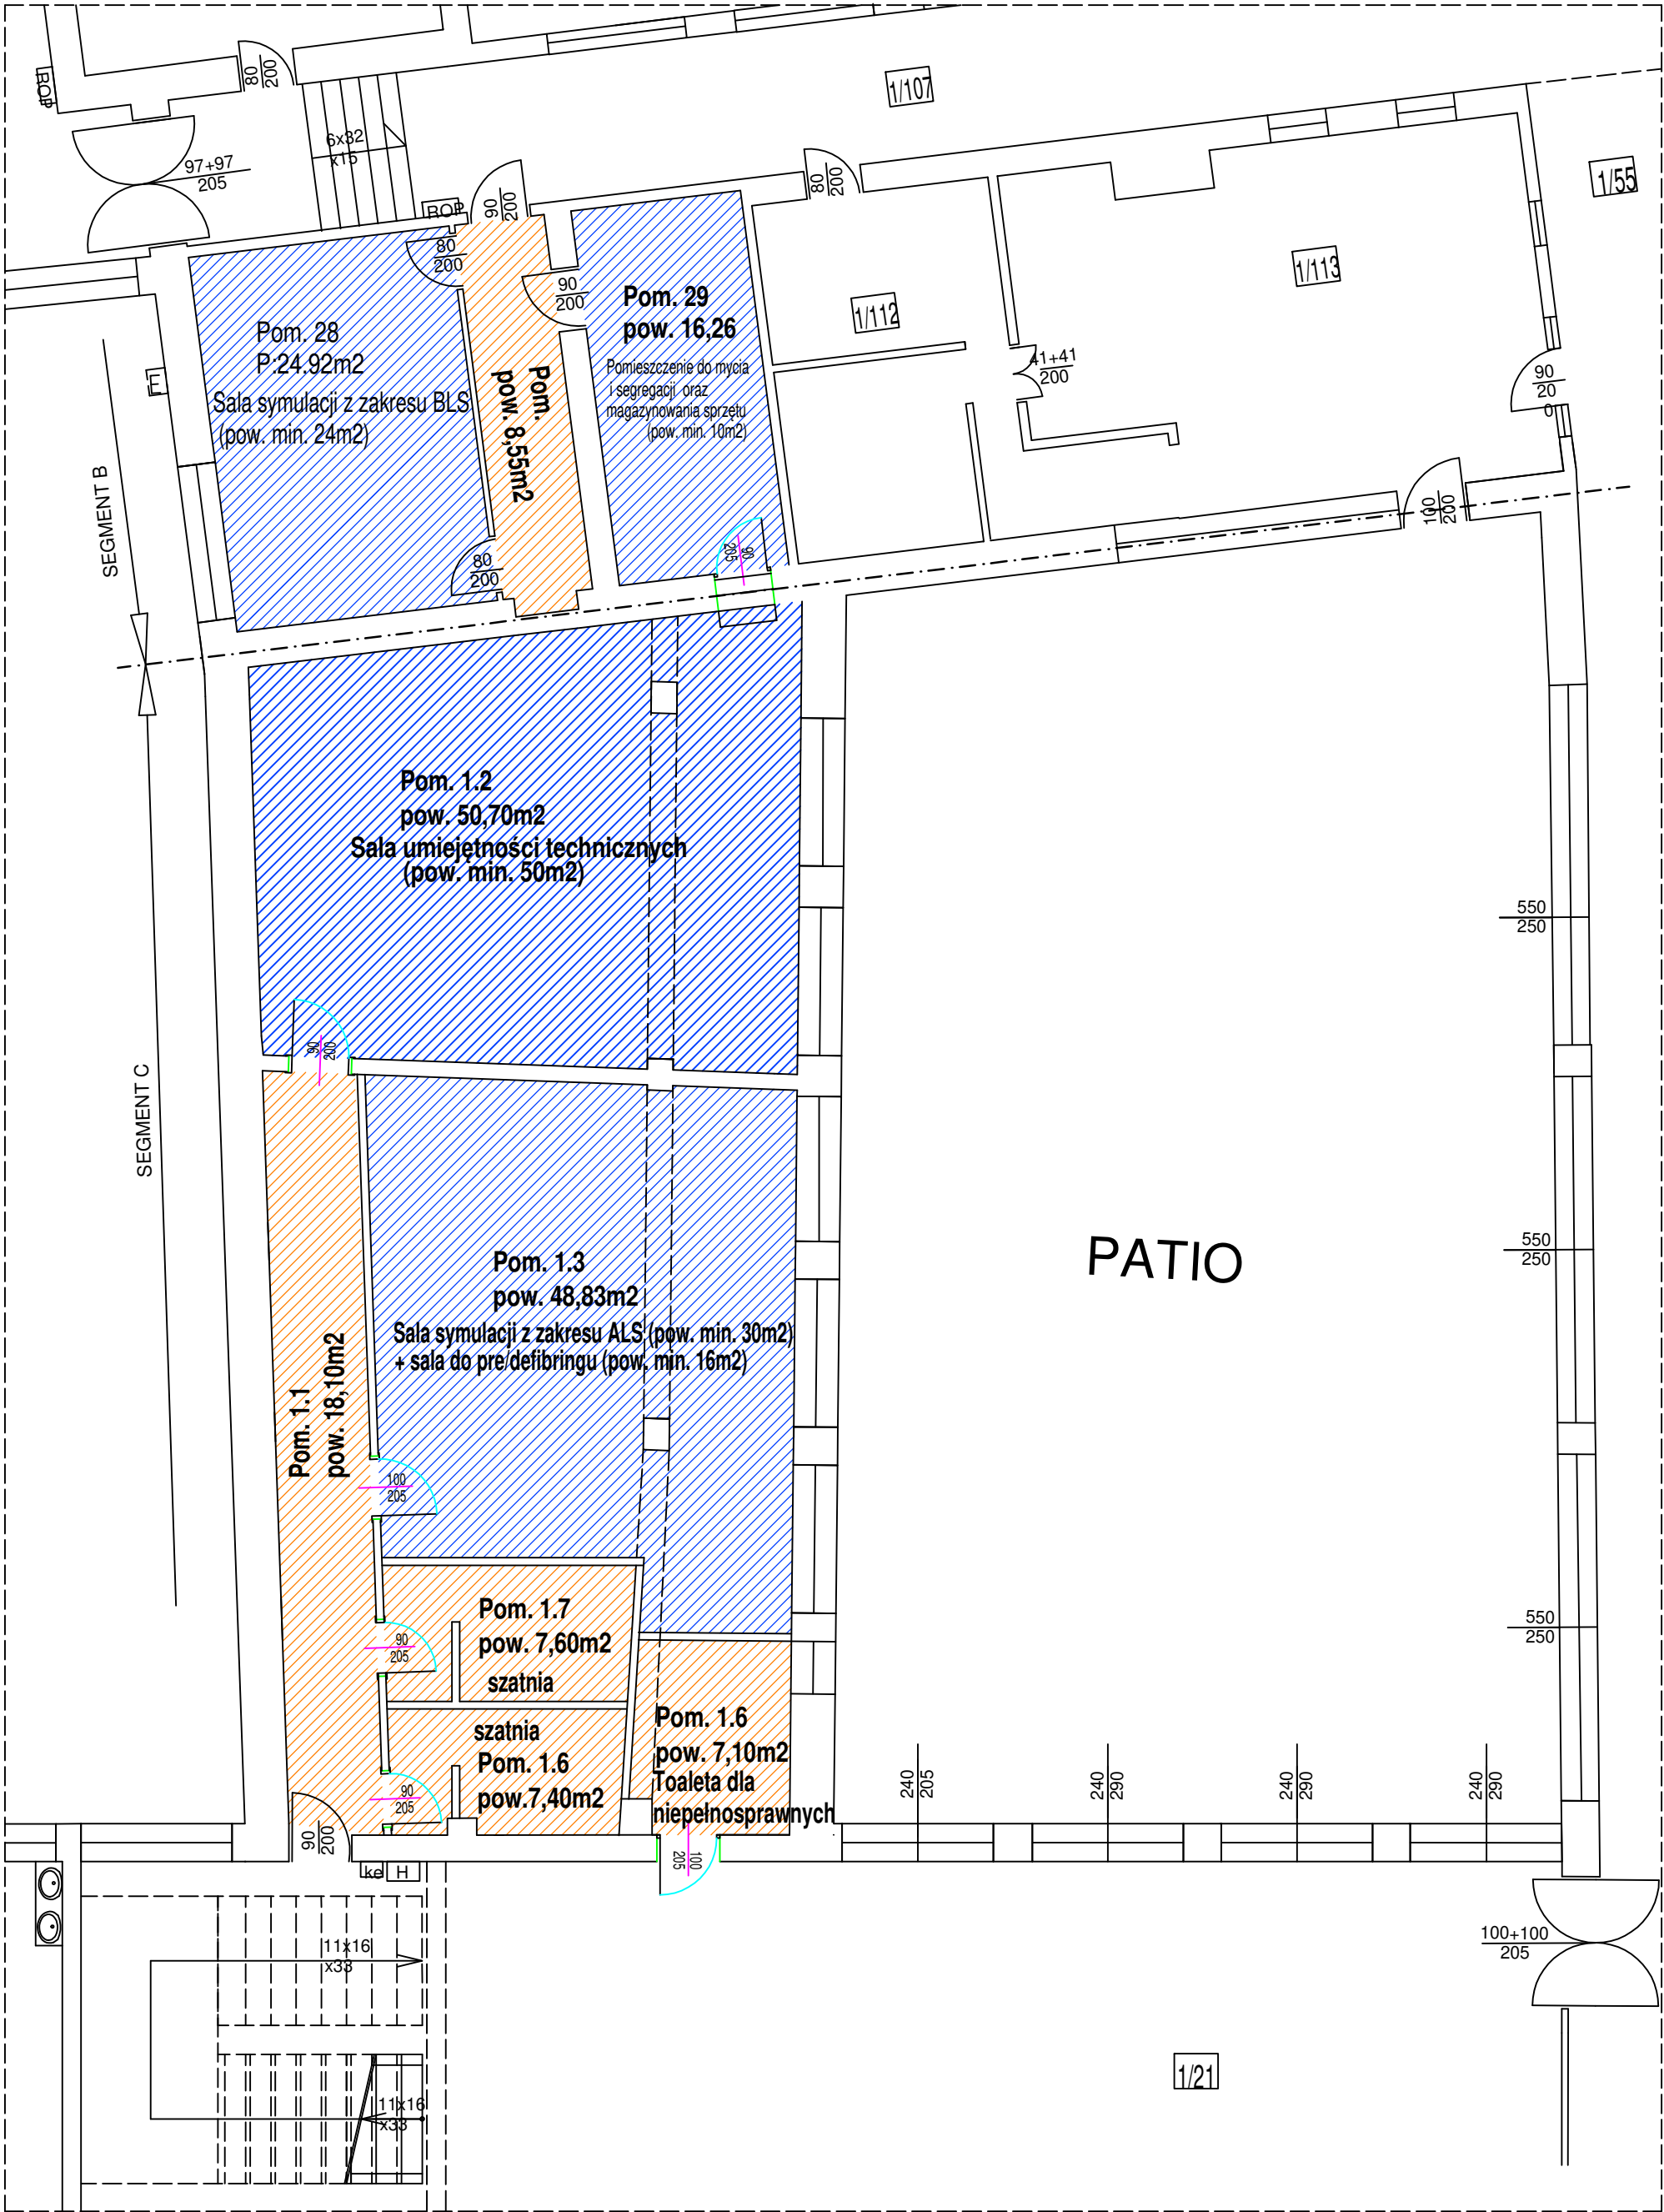 ROP
80
200
97+97
205
6x32
x15
ROP
90
200
80
200
1/107
1/55
80
200
1/113
1/112
41+41
200
90
20
0
100
200
90
200
Pom. 28
P:24.92m2
Sala symulacji z zakresu BLS
(pow. min. 24m2)
Pom.
pow. 8,55m2
Pom. 29
pow. 16,26
Pomieszczenie do mycia
i segregacji oraz
magazynowania sprzętu
(pow. min. 10m2)
E
SEGMENT B
80
200
90
205
Pom. 1.2
pow. 50,70m2
Sala umiejętności technicznych
(pow. min. 50m2)
550
250
90
200
SEGMENT C
PATIO
550
250
Pom. 1.3
pow. 48,83m2
Sala symulacji z zakresu ALS (pow. min. 30m2)
+ sala do pre/defibringu (pow. min. 16m2)
Pom. 1.1
pow. 18,10m2
100
205
Pom. 1.7
pow. 7,60m2
szatnia
90
205
550
250
szatnia
Pom. 1.6
pow.7,40m2
90
205
Pom. 1.6
pow. 7,10m2
Toaleta dla
niepełnosprawnych
240
205
240
290
240
290
240
290
90
200
100
205
ke
H
11x16
x33
100+100
205
11x16
x33
1/21